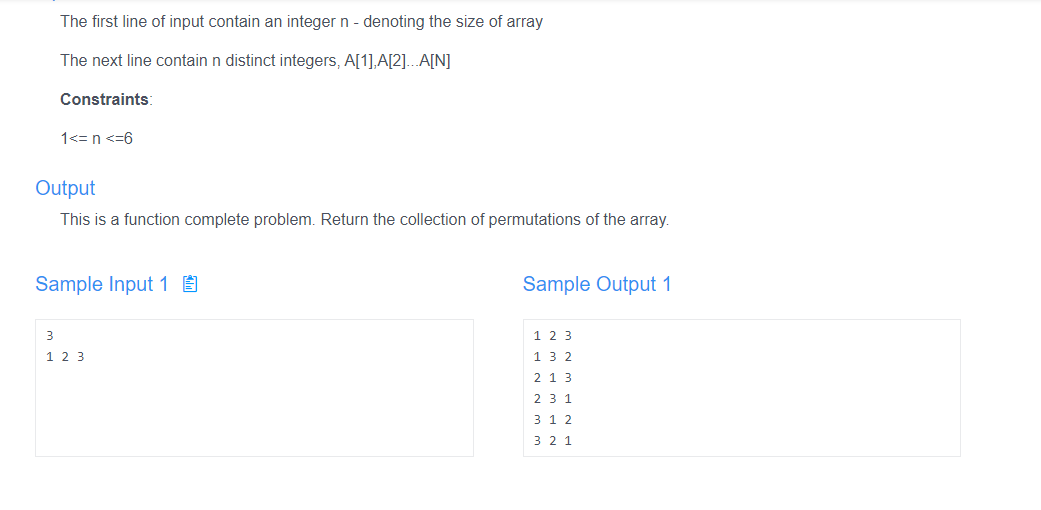 The first line of input contain an integer n - denoting the size of array
The next line contain n distinct integers, A[1],A[2]...A[N]
Constraints:
1<= n <=6
Output
This is a function complete problem. Return the collection of permutations of the array.
Sample Input 1
3
1 2 3
Sample Output 1
1 2 3
1 3 2
2 1 3
2 3 1
3 1 2
3 2 1